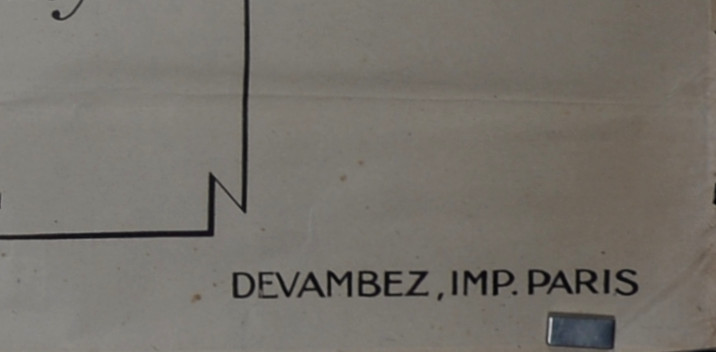 y
DEVAMBEZ, IMP. PARIS